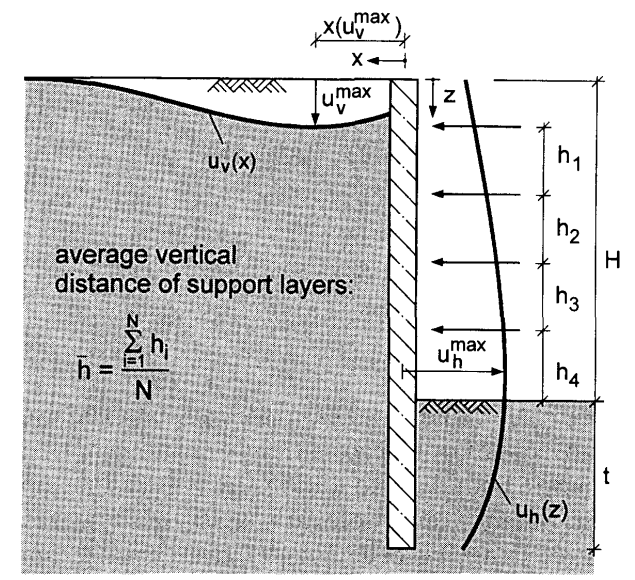 x(u_v^max)
x
u_v^max
z
u_v(x)
h_1
h_2
H
average vertical
distance of support layers:
h_3
h̄ = \frac{\sum_{i=1}^{N} h_i}{N}
u_h^max
h_4
t
u_h(z)